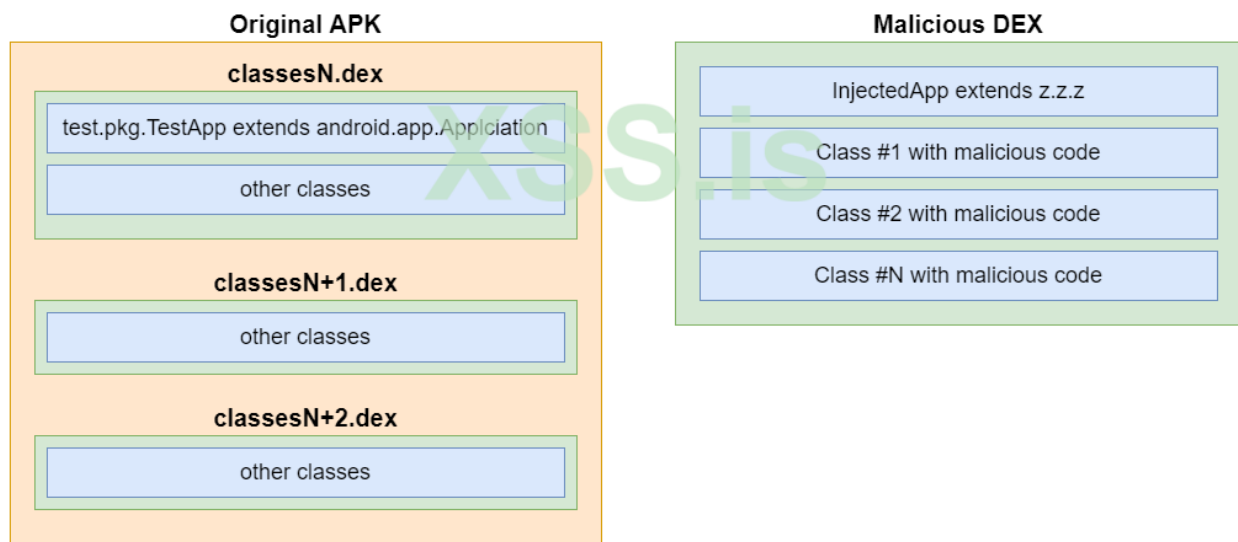 Original APK
classesN.dex
test.pkg.TestApp extends android.app.Applciation
other classes
classesN+1.dex
other classes
classesN+2.dex
other classes
Malicious DEX
InjectedApp extends z.z.z
Class #1 with malicious code
Class #2 with malicious code
Class #N with malicious code
XSS.is